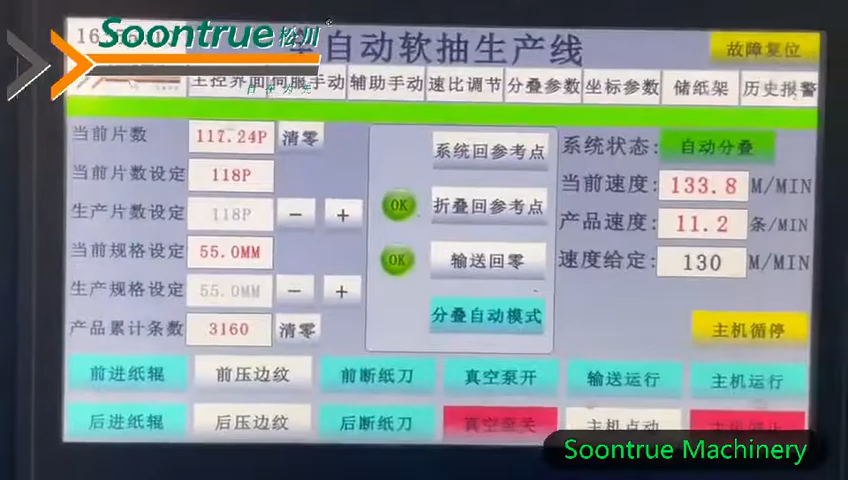 Soontrue 松川
自动软抽生产线
故障复位
主控界面 伺服手动 辅助手动 速比调节 分叠参数 坐标参数 储纸架 历史报警
当前片数 117.24P 清零
当前片数设定 118P
生产片数设定 118P − +
当前规格设定 55.0MM
生产规格设定 55.0MM − +
产品累计条数 3160 清零
系统回参考点
OK 折叠回参考点
OK 输送回零
分叠自动模式
系统状态: 自动分叠
当前速度: 133.8 M/MIN
产品速度: 11.2 条/MIN
速度给定: 130 M/MIN
主机循停
前进纸辊 前压边纹 前断纸刀 真空泵开 输送运行 主机运行
后进纸辊 后压边纹 后断纸刀 真空泵关 主机点动
Soontrue Machinery